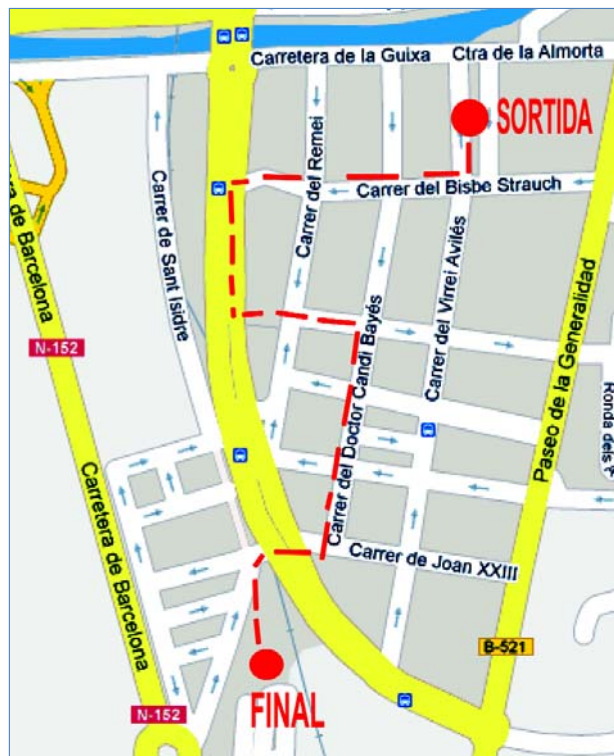 Carretera de la Guixa
Ctra de la Almorta
SORTIDA
Carrer del Remei
Carrer del Bisbe Strauch
Carrer de Sant Isidre
de Barcelona
Carrer del Virrei Avilés
N-152
Carrer del Doctor Candi Bayés
Paseo de la Generalidad
Ronda dels
Carretera de Barcelona
Carrer de Joan XXIII
B-521
FINAL
N-152